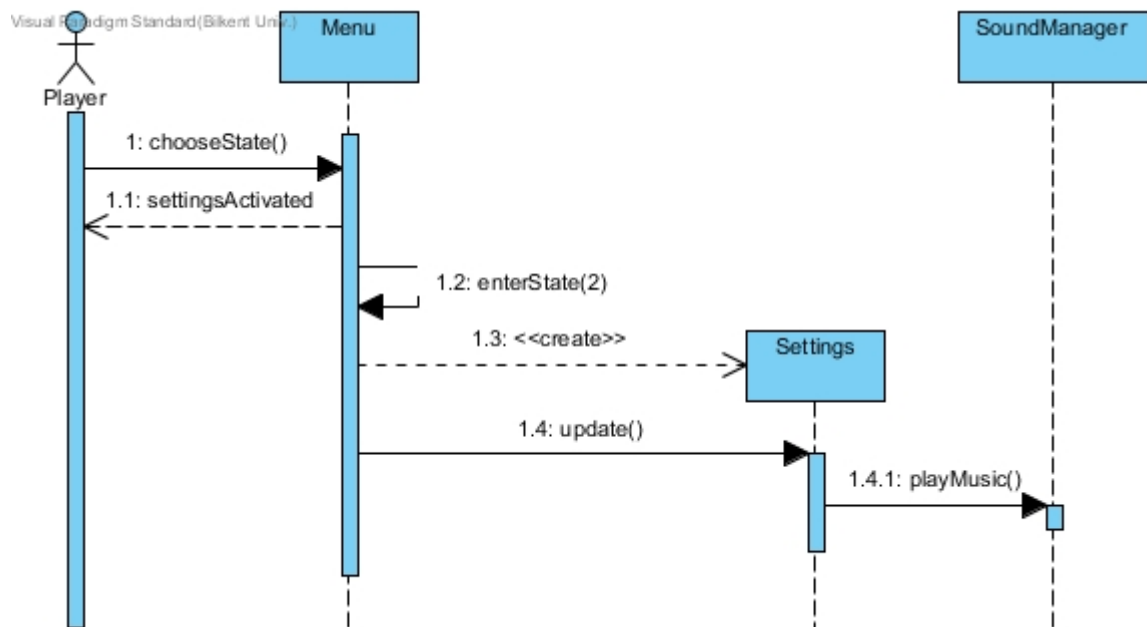 Visual Paradigm Standard(Bilkent Univ.)
Menu
SoundManager
Player
1: chooseState()
1.1: settingsActivated
1.2: enterState(2)
1.3: <<create>>
Settings
1.4: update()
1.4.1: playMusic()